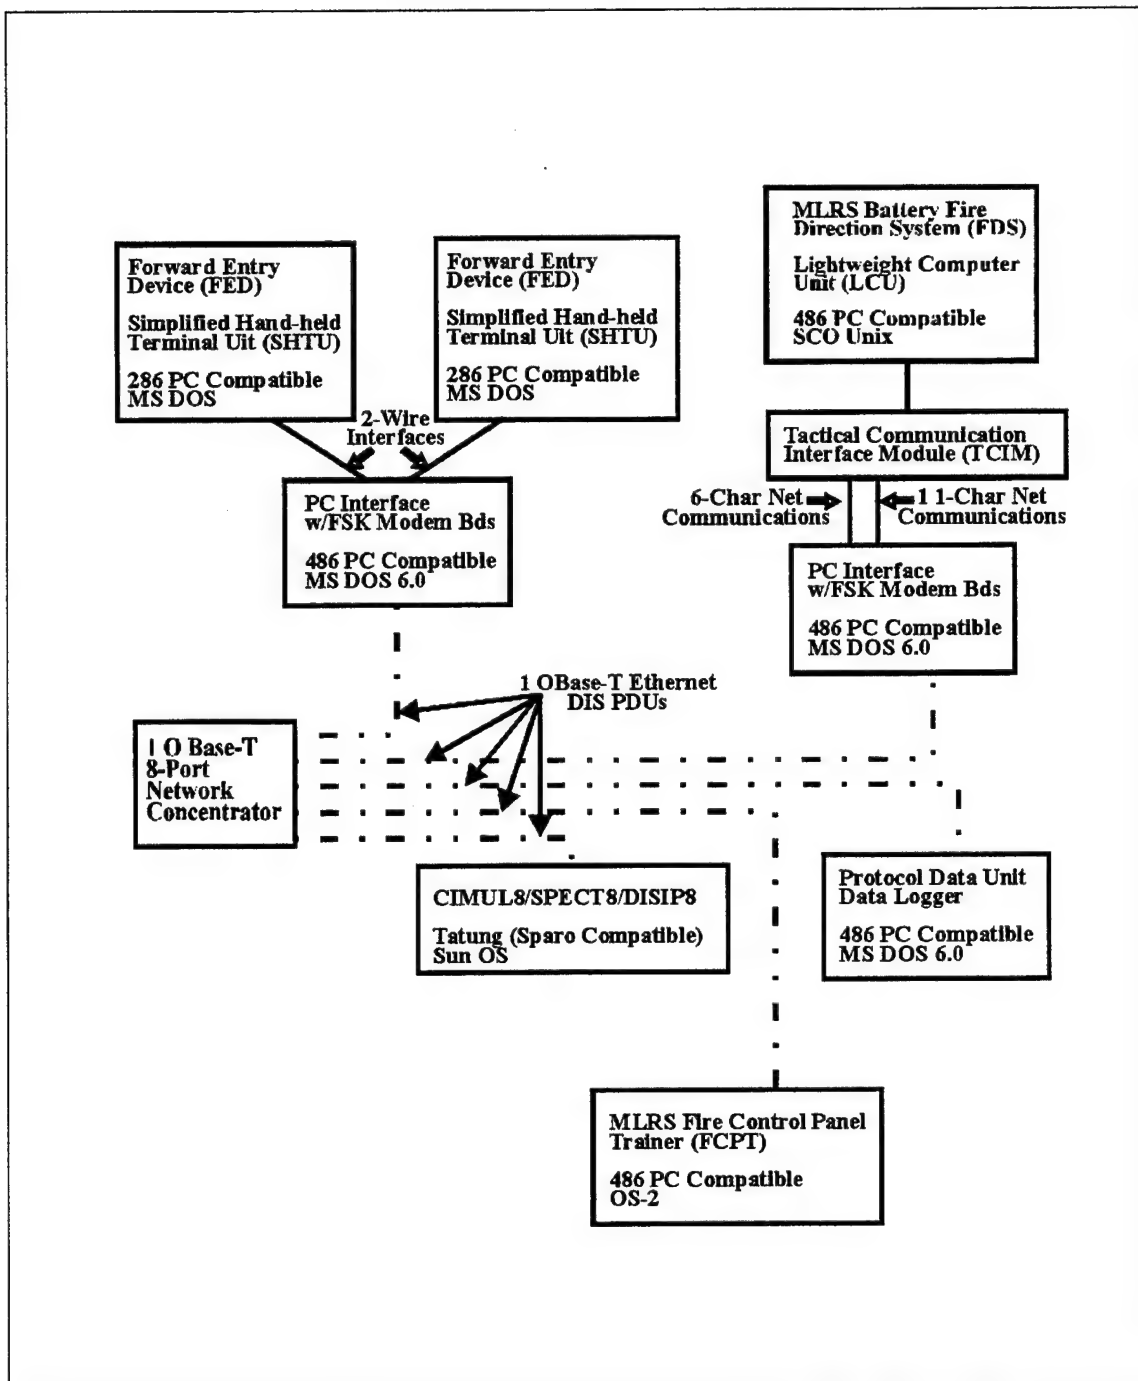 MLRS Battery Fire
Direction System (FDS)
Lightweight Computer
Unit (LCU)
486 PC Compatible
SCO Unix
Forward Entry
Device (FED)
Simplified Hand-held
Terminal Uit (SHTU)
286 PC Compatible
MS DOS
Forward Entry
Device (FED)
Simplified Hand-held
Terminal Uit (SHTU)
286 PC Compatible
MS DOS
2-Wire
Interfaces
Tactical Communication
Interface Module (TCIM)
6-Char Net
Communications
1 1-Char Net
Communications
PC Interface
w/FSK Modem Bds
486 PC Compatible
MS DOS 6.0
PC Interface
w/FSK Modem Bds
486 PC Compatible
MS DOS 6.0
1 OBase-T Ethernet
DIS PDUs
1 O Base-T
8-Port
Network
Concentrator
CIMUL8/SPECT8/DISIP8
Tatung (Sparo Compatible)
Sun OS
Protocol Data Unit
Data Logger
486 PC Compatible
MS DOS 6.0
MLRS Fire Control Panel
Trainer (FCPT)
486 PC Compatible
OS-2